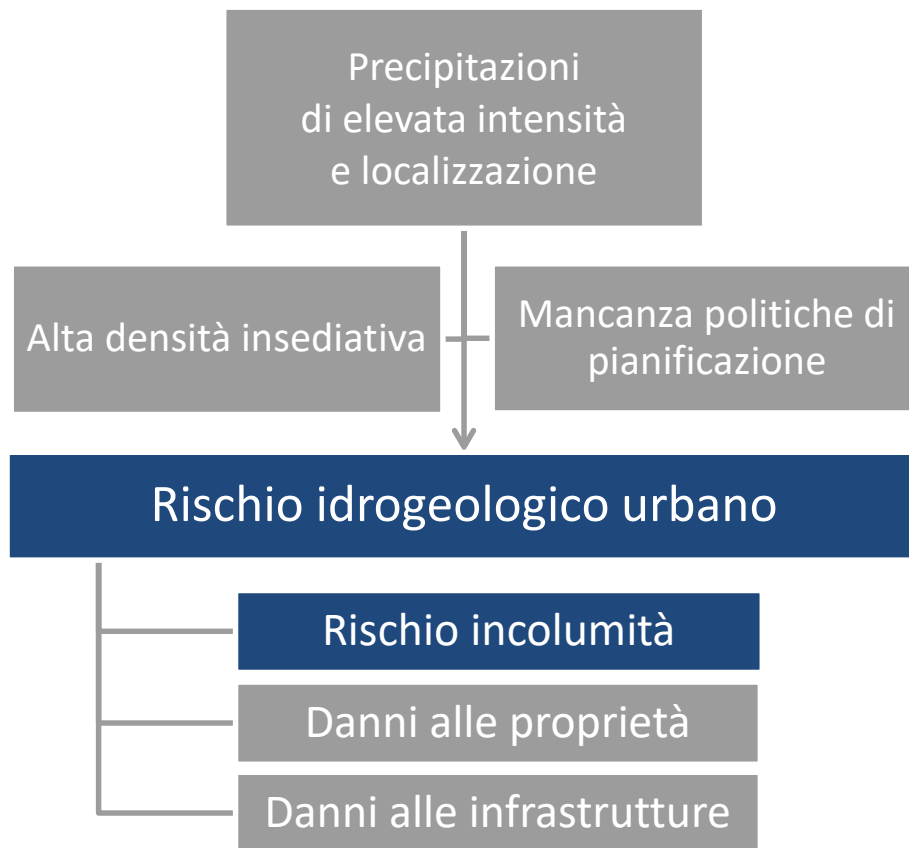 Precipitazioni
di elevata intensità
e localizzazione
Alta densità insediativa
Mancanza politiche di
pianificazione
Rischio idrogeologico urbano
Rischio incolumità
Danni alle proprietà
Danni alle infrastrutture